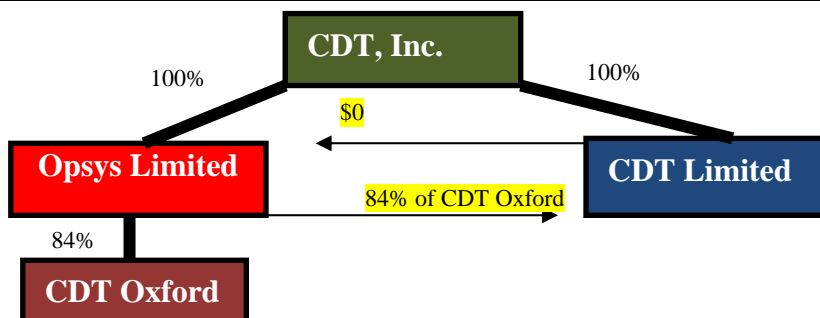 CDT, Inc.
100%
100%
$0
Opsys Limited
CDT Limited
84% of CDT Oxford
84%
CDT Oxford